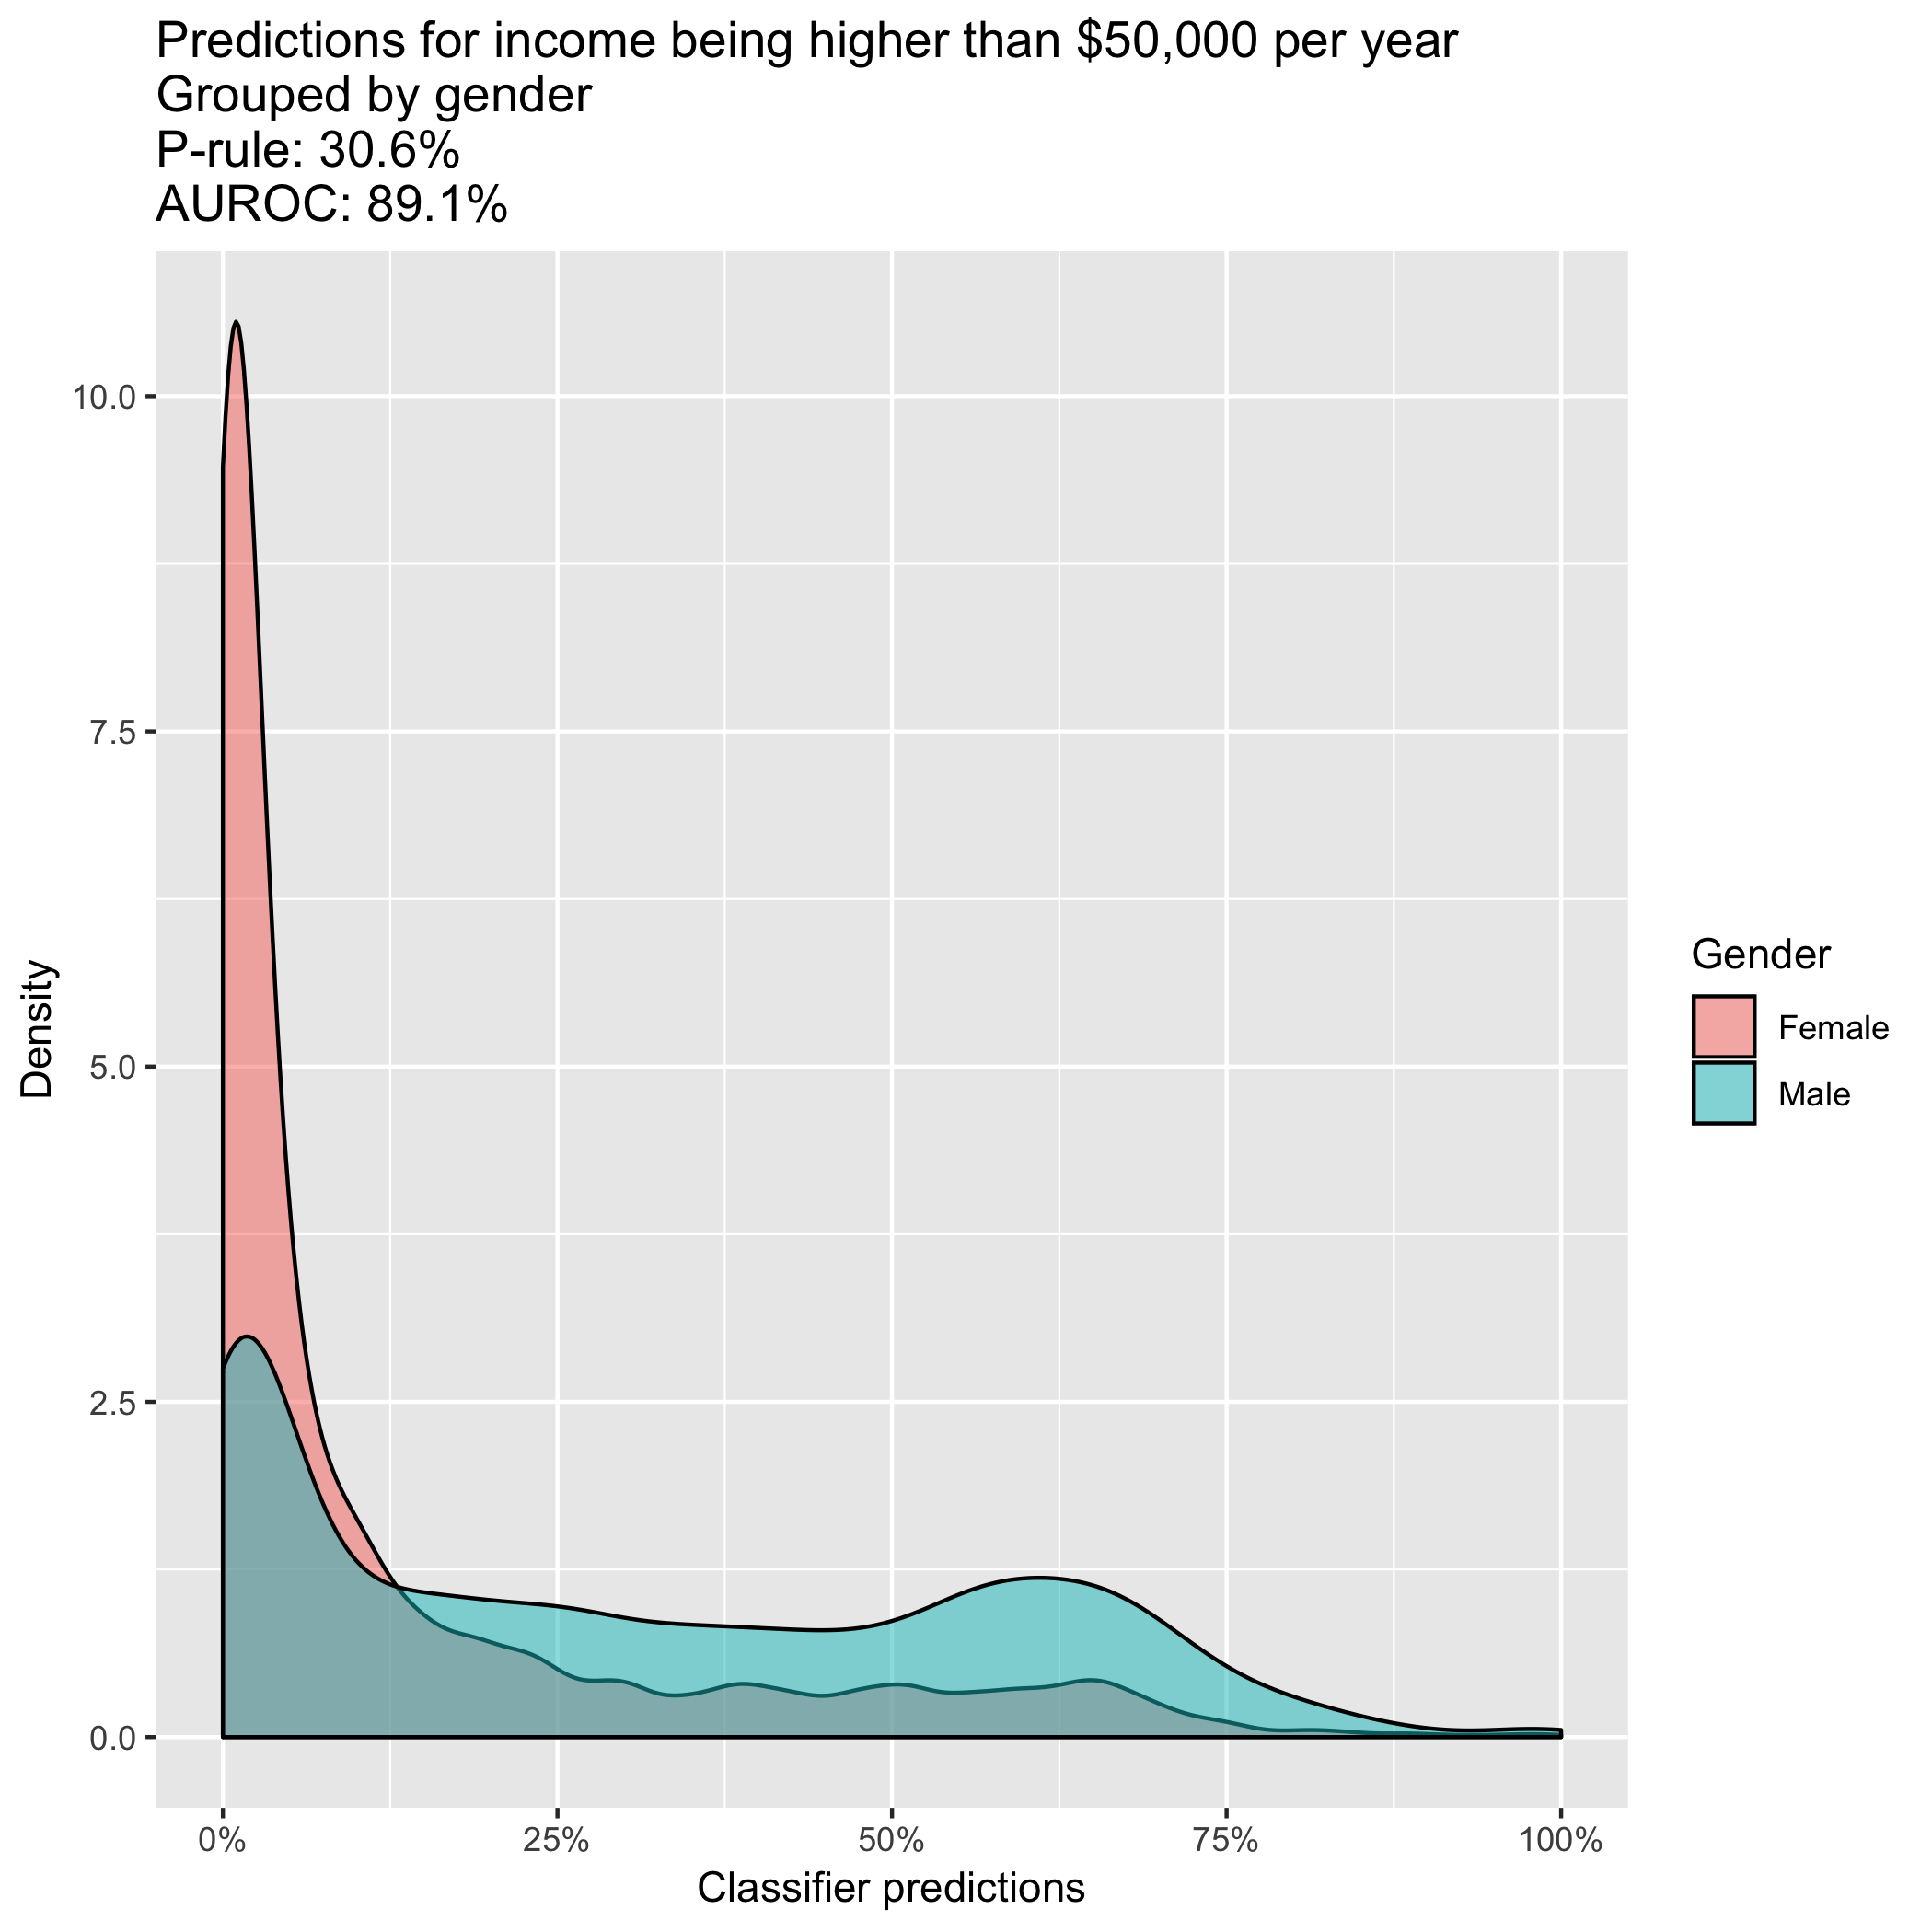 Predictions for income being higher than $50,000 per year
Grouped by gender
P-rule: 30.6%
AUROC: 89.1%
10.0
7.5
5.0
2.5
0.0
Density
0%
25%
50%
75%
100%
Classifier predictions
Gender
Female
Male